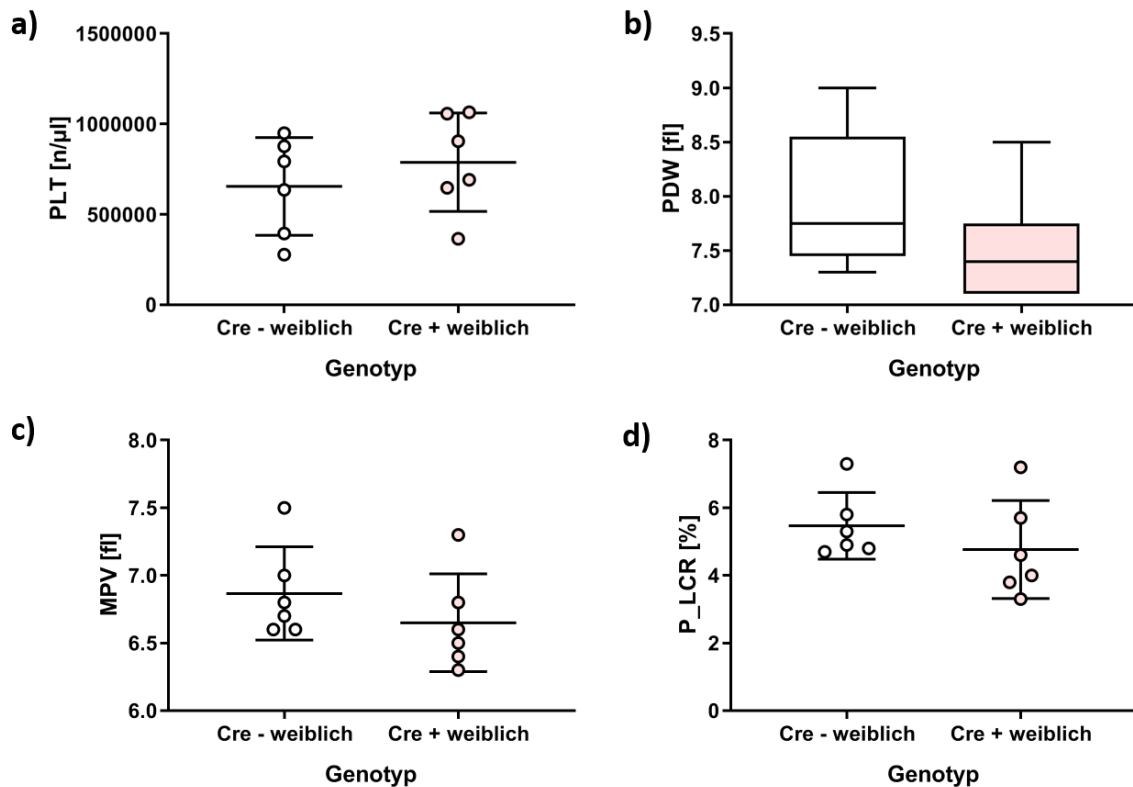 a)
PLT [n/µl]
1500000
1000000
500000
0
Cre - weiblich
Cre + weiblich
Genotyp
b)
PDW [fl]
9.5
9.0
8.5
8.0
7.5
7.0
Cre - weiblich
Cre + weiblich
Genotyp
c)
MPV [fl]
8.0
7.5
7.0
6.5
6.0
Cre - weiblich
Cre + weiblich
Genotyp
d)
P_LCR [%]
8
6
4
2
0
Cre - weiblich
Cre + weiblich
Genotyp